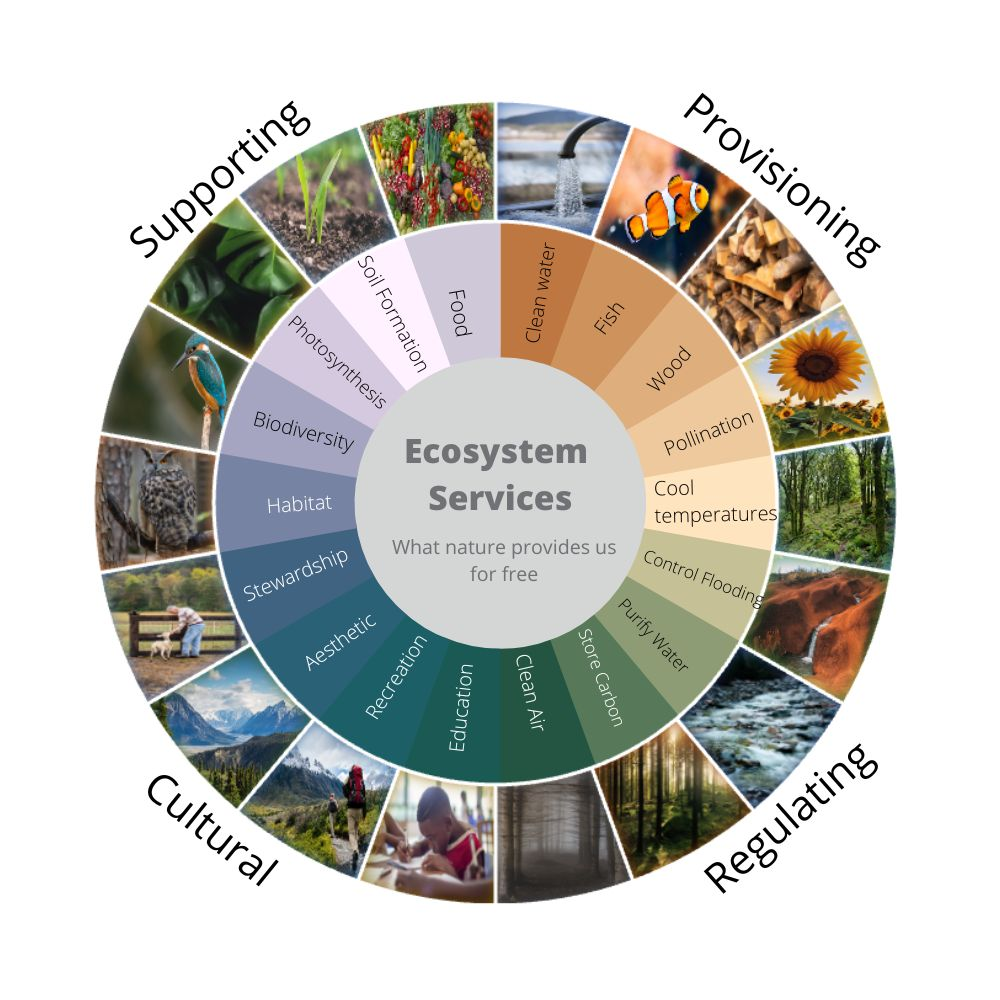 Supporting
Provisioning
Regulating
Cultural
Ecosystem
Services
What nature provides us
for free
Clean water
Fish
Wood
Pollination
Cool
temperatures
Control Flooding
Purify Water
Store Carbon
Clean Air
Education
Recreation
Aesthetic
Stewardship
Habitat
Biodiversity
Photosynthesis
Soil Formation
Food